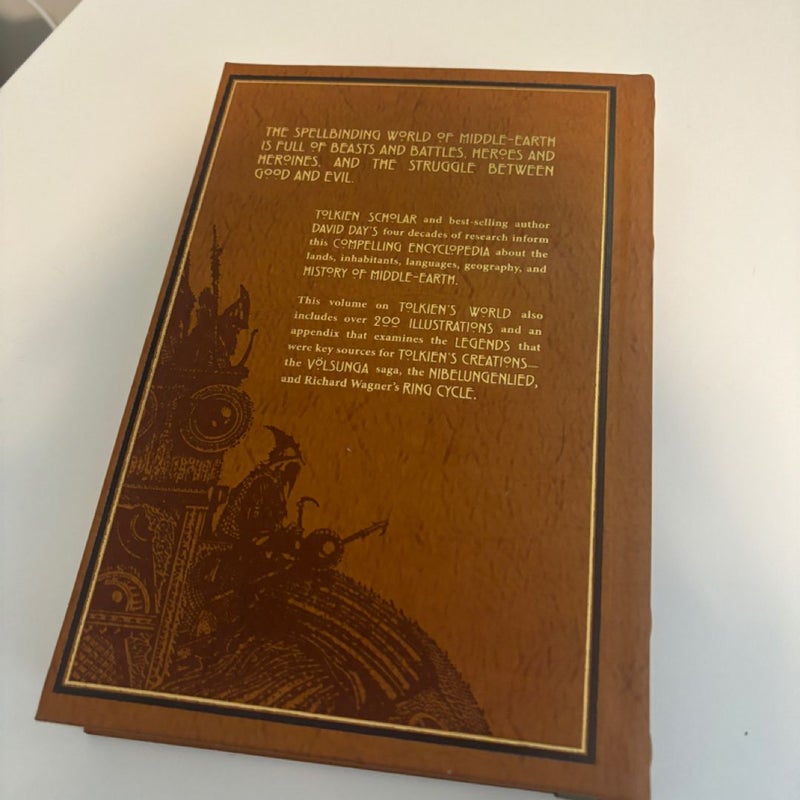 THE SPELLBINDING WORLD OF MIDDLE-EARTH
IS FULL OF BEASTS AND BATTLES, HEROES AND
HEROINES, AND THE STRUGGLE BETWEEN
GOOD AND EVIL.
TOLKIEN SCHOLAR and best-selling author
DAVID DAY'S four decades of research inform
this COMPELLING ENCYCLOPEDIA about the
lands, inhabitants, languages, geography, and
HISTORY OF MIDDLE-EARTH.
This volume on TOLKIEN'S WORLD also
includes over 200 ILLUSTRATIONS and an
appendix that examines the LEGENDS that
were key sources for TOLKIEN'S CREATIONS—
the VÖLSUNGA saga, the NIBELUNGENLIED,
and Richard Wagner's RING CYCLE.